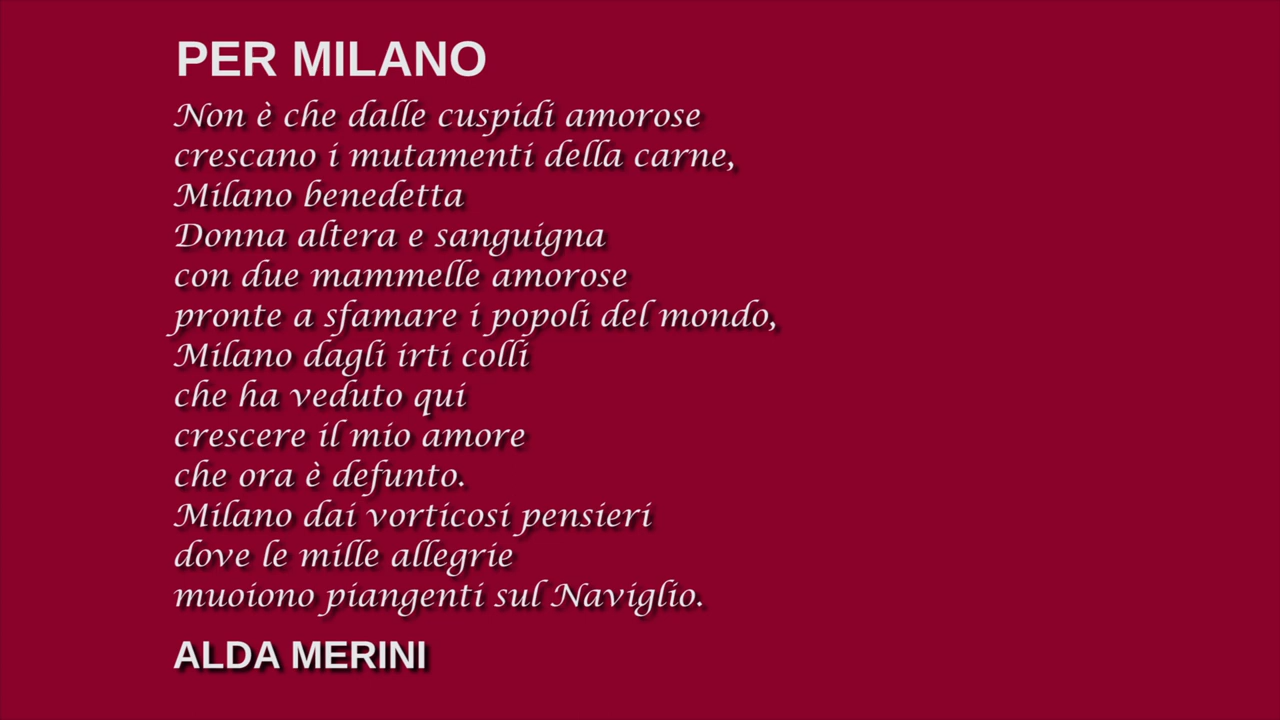 PER MILANO
Non è che dalle cuspidi amorose
crescano i mutamenti della carne,
Milano benedetta
Donna altera e sanguigna
con due mammelle amorose
pronte a sfamare i popoli del mondo,
Milano dagli irti colli
che ha veduto qui
crescere il mio amore
che ora è defunto.
Milano dai vorticosi pensieri
dove le mille allegrie
muoiono piangenti sul Naviglio.
ALDA MERINI